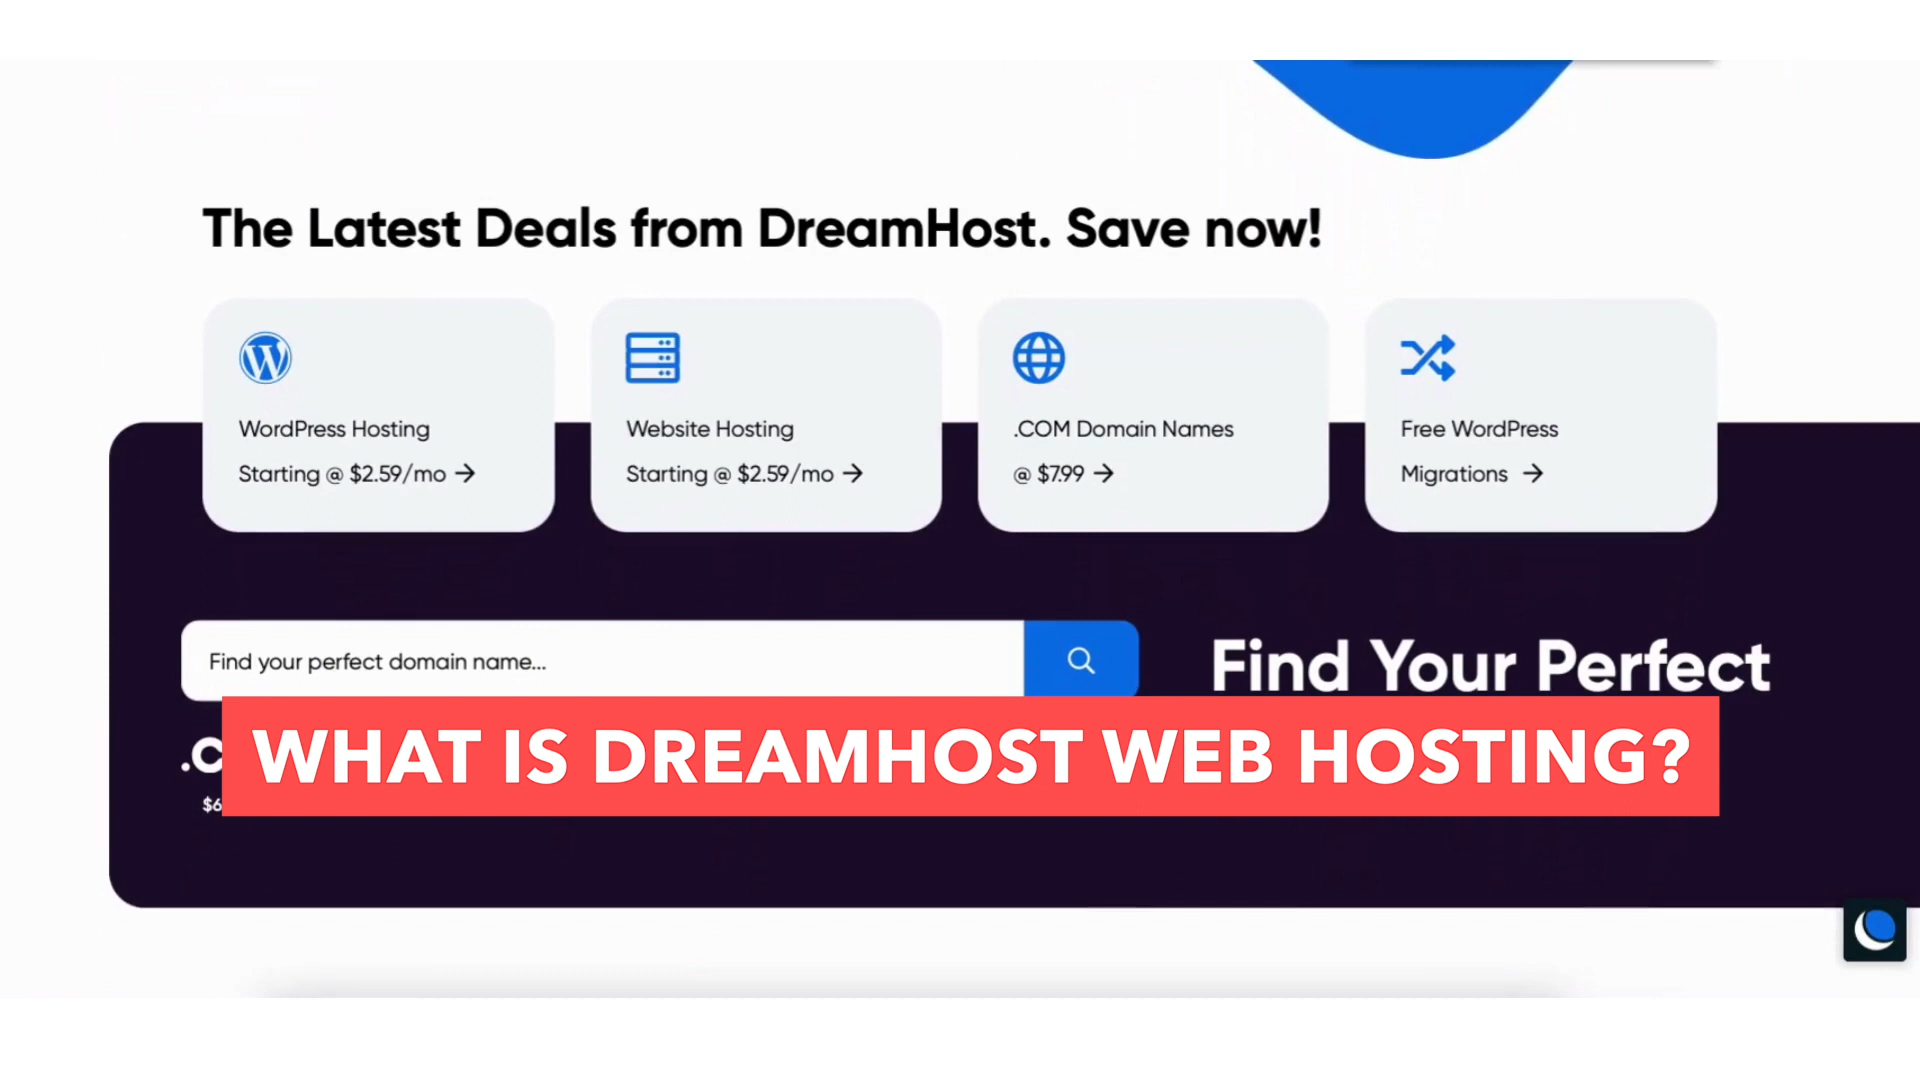 The Latest Deals from DreamHost. Save now!
WordPress Hosting
Starting @ $2.59/mo →
Website Hosting
Starting @ $2.59/mo →
.COM Domain Names
@ $7.99 →
Free WordPress
Migrations →
Find your perfect domain name...
Find Your Perfect
WHAT IS DREAMHOST WEB HOSTING?